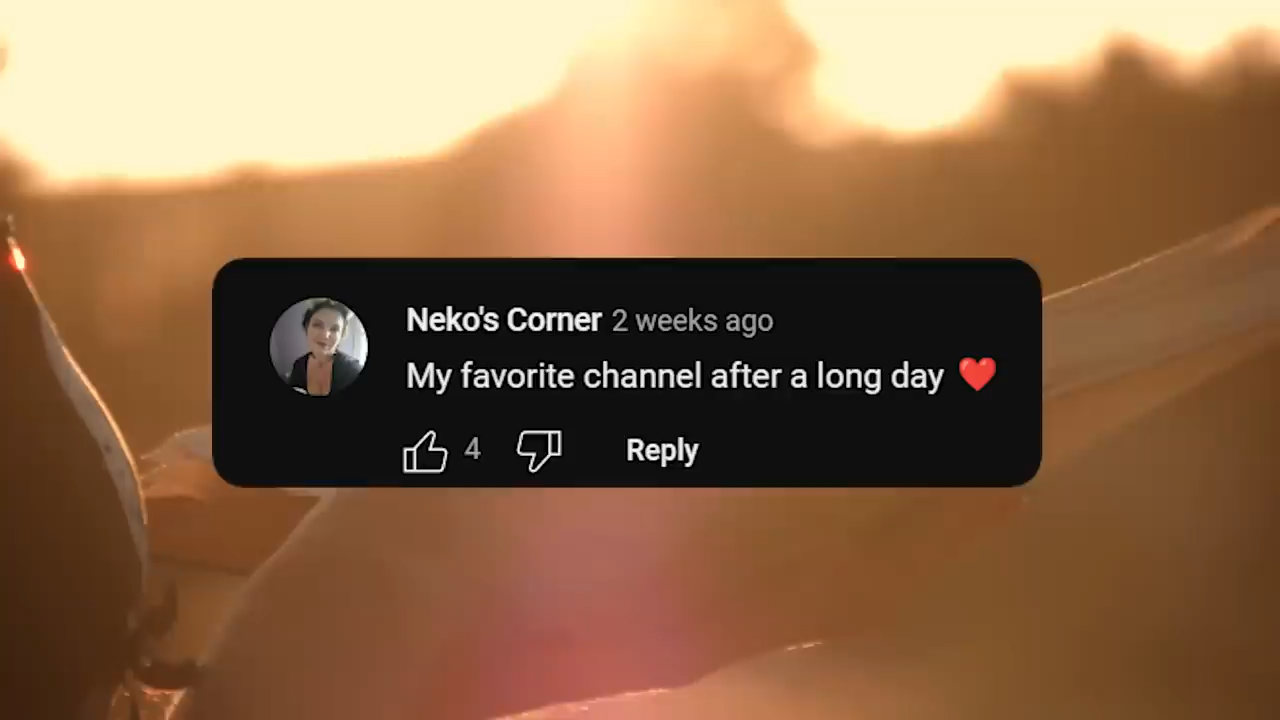 Neko's Corner 2 weeks ago
My favorite channel after a long day ❤️
4 Reply